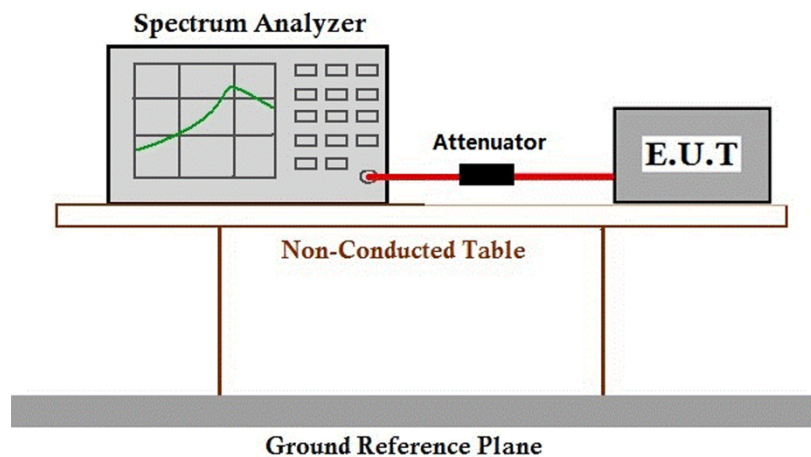 Spectrum Analyzer
Attenuator
E.U.T
Non-Conducted Table
Ground Reference Plane